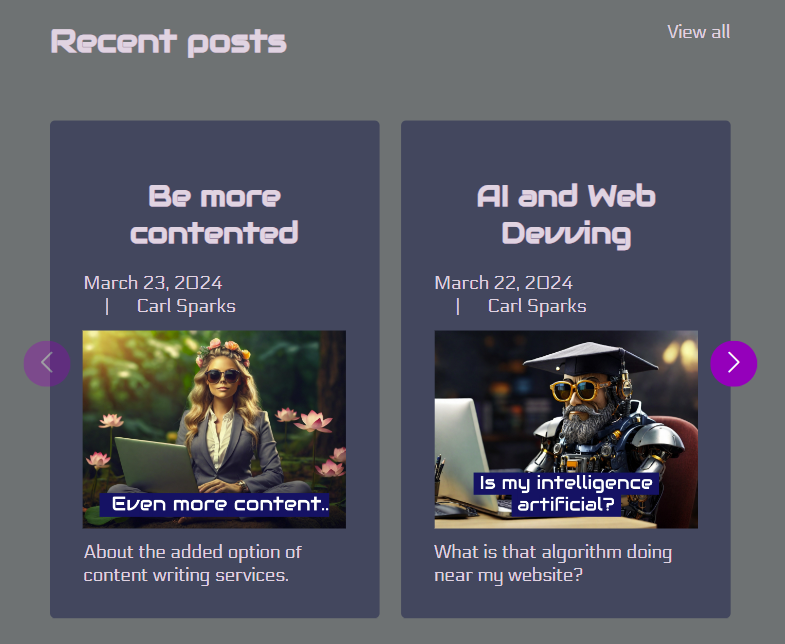 Recent posts
View all
Be more
contented
March 23, 2024
| Carl Sparks
Even more content..
About the added option of
content writing services.
AI and Web
Devving
March 22, 2024
| Carl Sparks
Is my intelligence
artificial?
What is that algorithm doing
near my website?